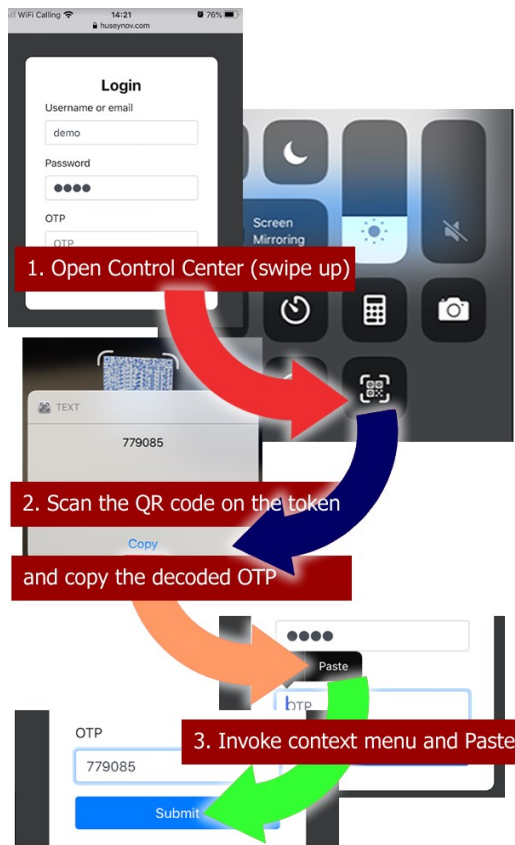 WiFi Calling 14:21 76%
huseynov.com
Login
Username or email
demo
Password
OTP
OTP
1. Open Control Center (swipe up)
Screen
Mirroring
TEXT
779085
2. Scan the QR code on the token
Copy
and copy the decoded OTP
Paste
OTP
3. Invoke context menu and Paste
OTP
779085
Submit